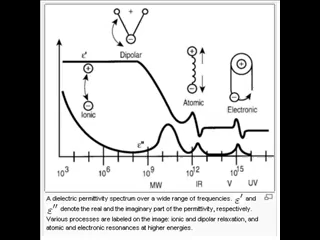 +
−
ε'
Dipolar
+
−
Ionic
+
−
Atomic
+
−
Electronic
ε"
10³ 10⁶ 10⁹ 10¹² 10¹⁵
MW IR V UV
A dielectric permittivity spectrum over a wide range of frequencies. ε′ and
ε″ denote the real and the imaginary part of the permittivity, respectively.
Various processes are labeled on the image: ionic and dipolar relaxation, and
atomic and electronic resonances at higher energies.